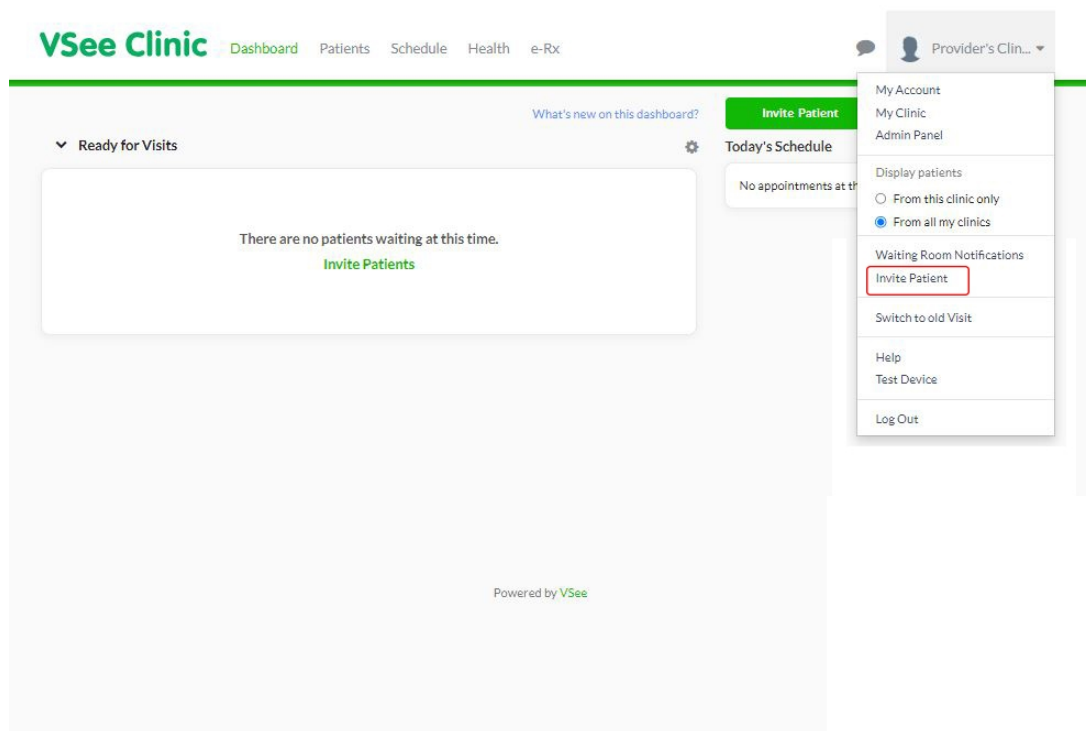 VSee Clinic Dashboard Patients Schedule Health e-Rx Provider's Clin...
What's new on this dashboard?
Ready for Visits
There are no patients waiting at this time.
Invite Patients
Invite Patient
Today's Schedule
No appointments at th
My Account
My Clinic
Admin Panel
Display patients
From this clinic only
From all my clinics
Waiting Room Notifications
Invite Patient
Switch to old Visit
Help
Test Device
Log Out
Powered by VSee